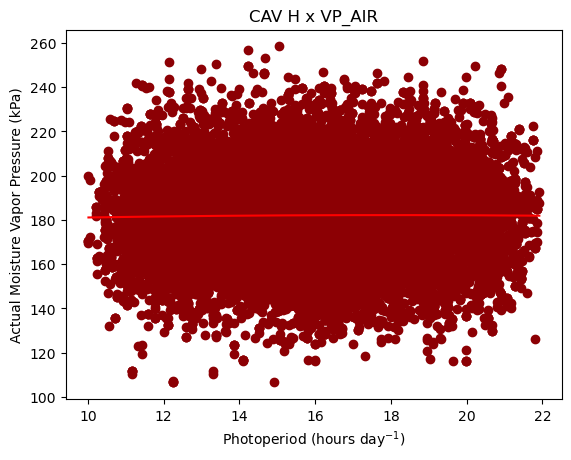 CAV H x VP_AIR
Actual Moisture Vapor Pressure (kPa)
260
240
220
200
180
160
140
120
100
10 12 14 16 18 20 22
Photoperiod (hours day⁻¹)